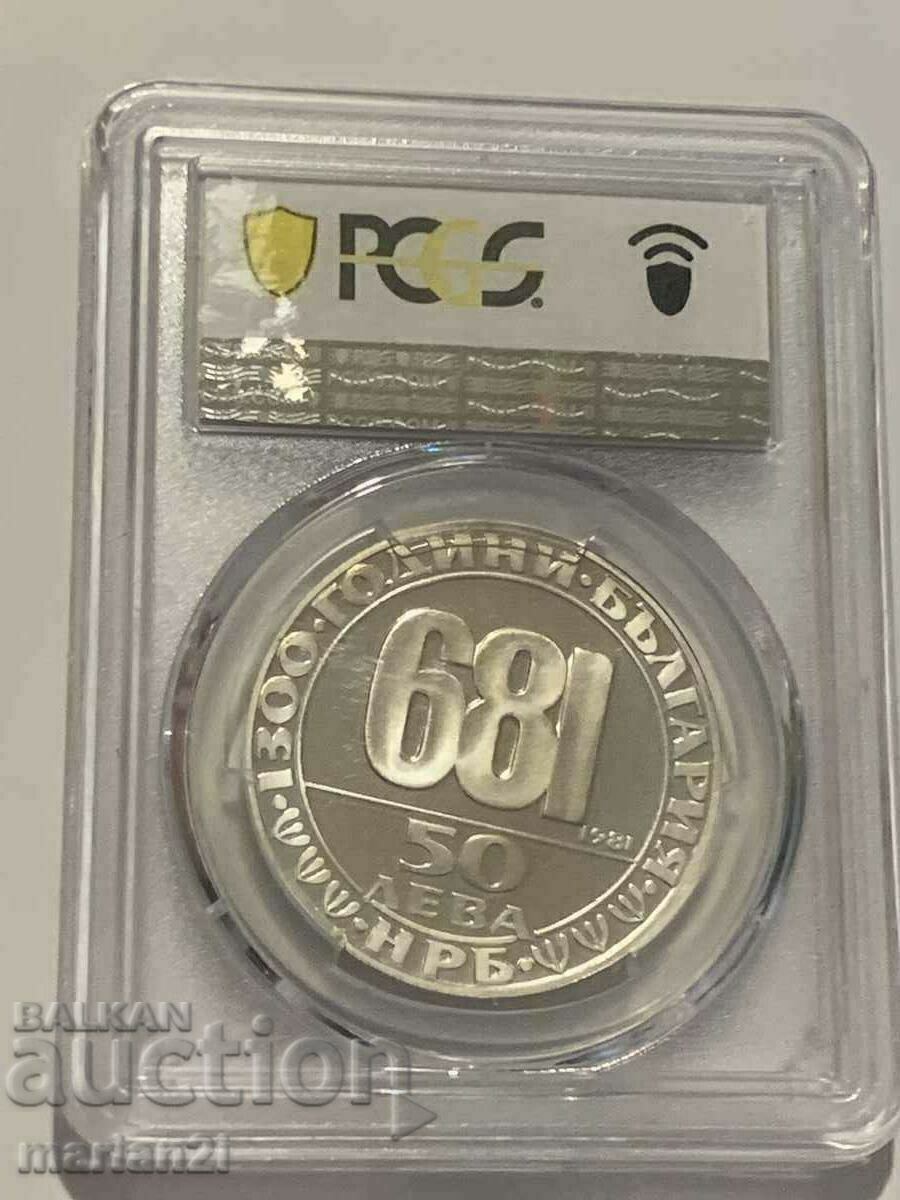 PCGS
·1300·ГОДИНИ·БЪЛГАРИЯ·
681
1981
50
ЛЕВА
·НРБ·
BALKAN
auction
marian21